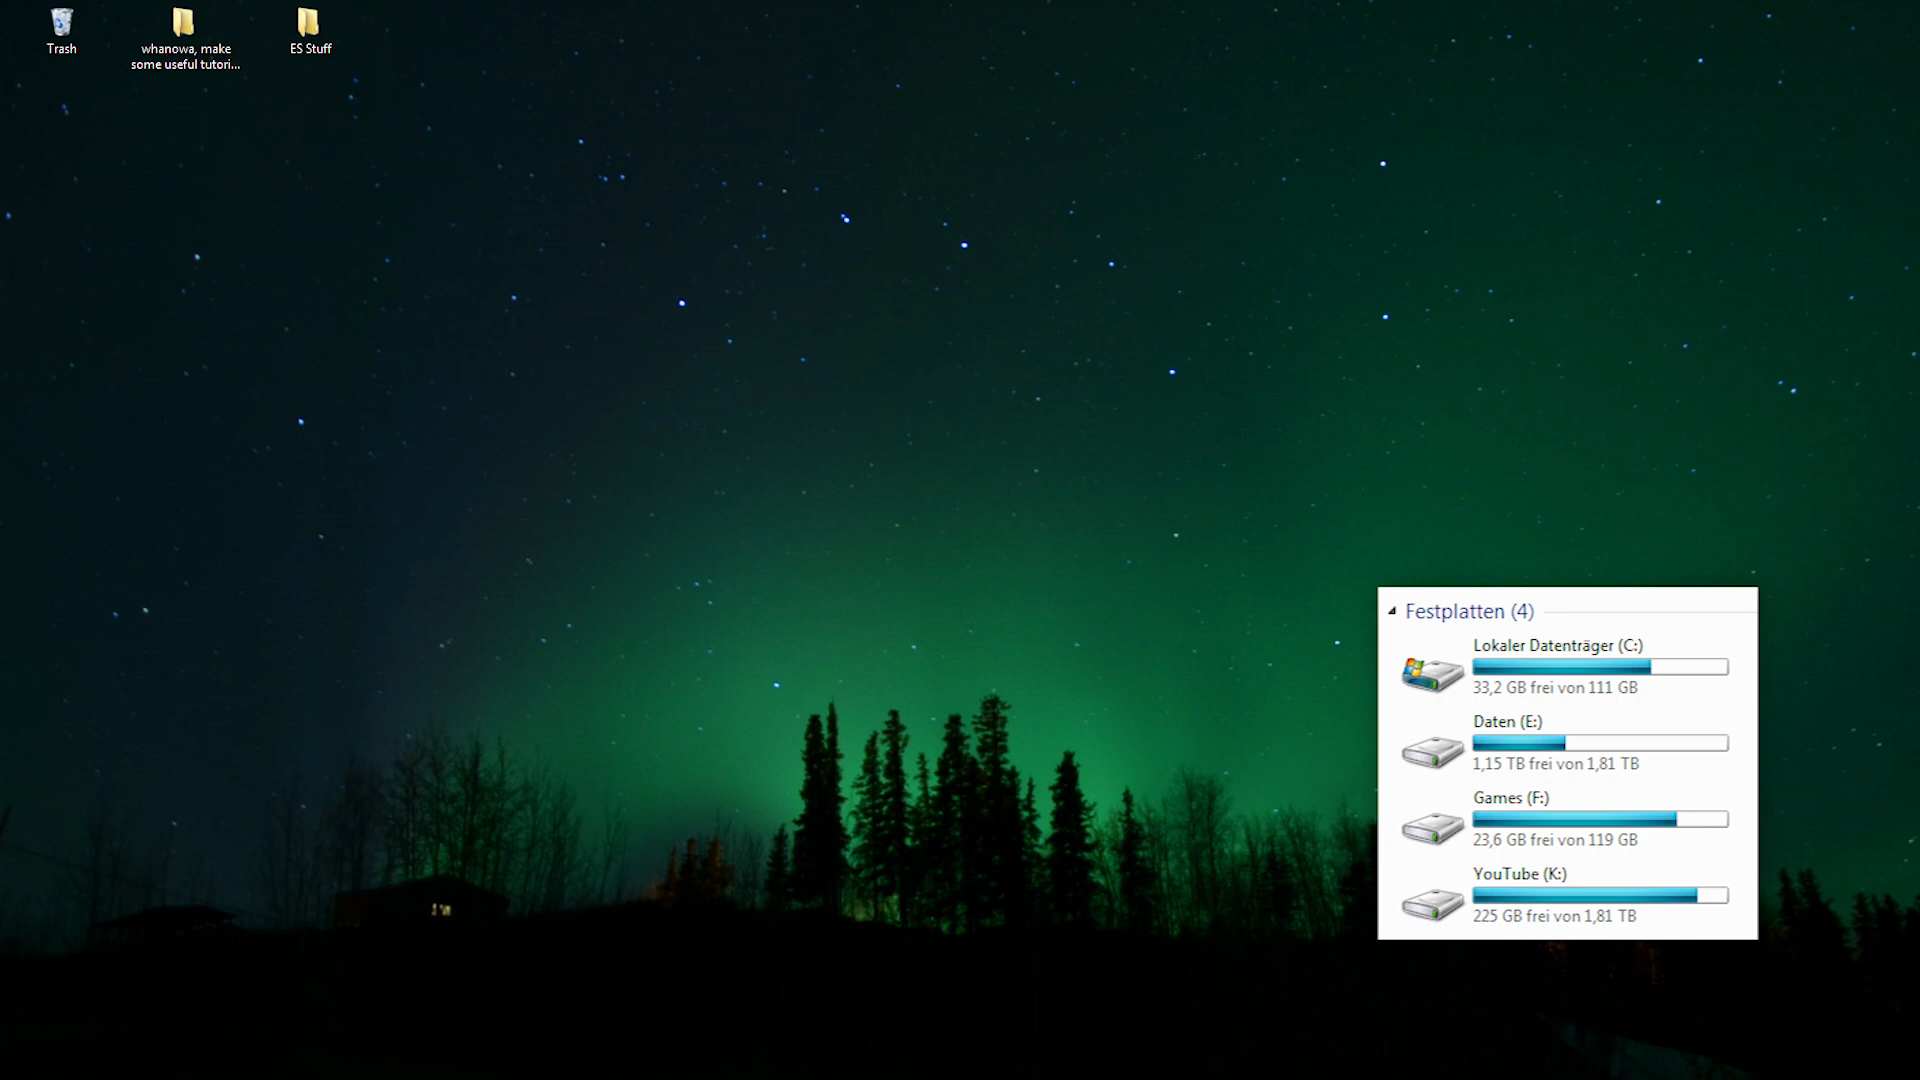 Trash
whanowa, make
some useful tutori...
ES Stuff
Festplatten (4)
Lokaler Datenträger (C:)
33,2 GB frei von 111 GB
Daten (E:)
1,15 TB frei von 1,81 TB
Games (F:)
23,6 GB frei von 119 GB
YouTube (K:)
225 GB frei von 1,81 TB